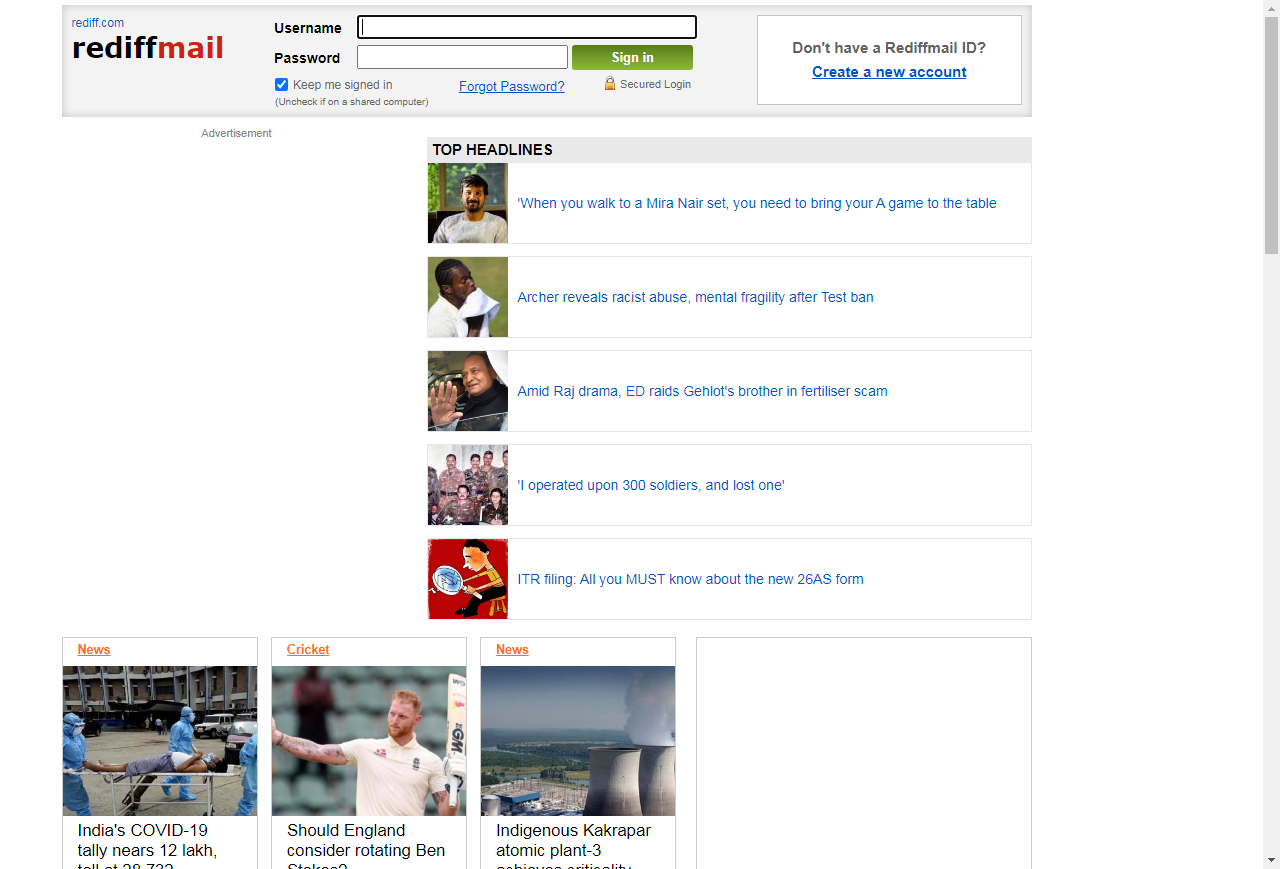 rediff.com
rediffmail
Username
Password
Sign in
Keep me signed in
(Uncheck if on a shared computer)
Forgot Password?
Secured Login
Don't have a Rediffmail ID?
Create a new account
Advertisement
TOP HEADLINES
'When you walk to a Mira Nair set, you need to bring your A game to the table
Archer reveals racist abuse, mental fragility after Test ban
Amid Raj drama, ED raids Gehlot's brother in fertiliser scam
'I operated upon 300 soldiers, and lost one'
ITR filing: All you MUST know about the new 26AS form
News
India's COVID-19
tally nears 12 lakh,
toll at 28,732
Cricket
Should England
consider rotating Ben
Stokes?
News
Indigenous Kakrapar
atomic plant-3
achieves criticality